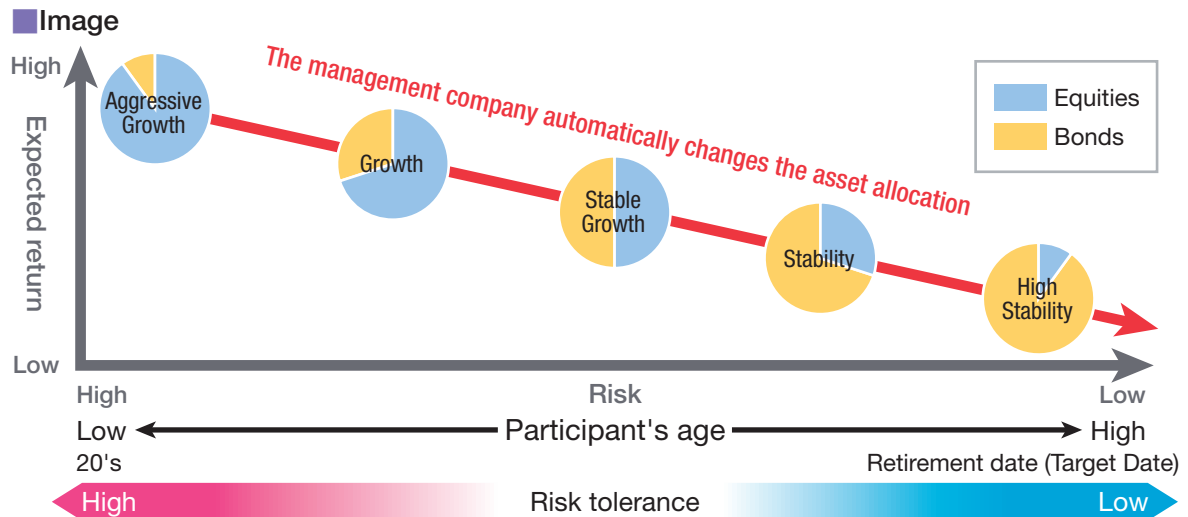 Image
High
Expected return
Low
The management company automatically changes the asset allocation
Equities
Bonds
Aggressive
Growth
Growth
Stable
Growth
Stability
High
Stability
High
Risk
Low
Low
Participant's age
High
20's
Retirement date (Target Date)
High
Risk tolerance
Low